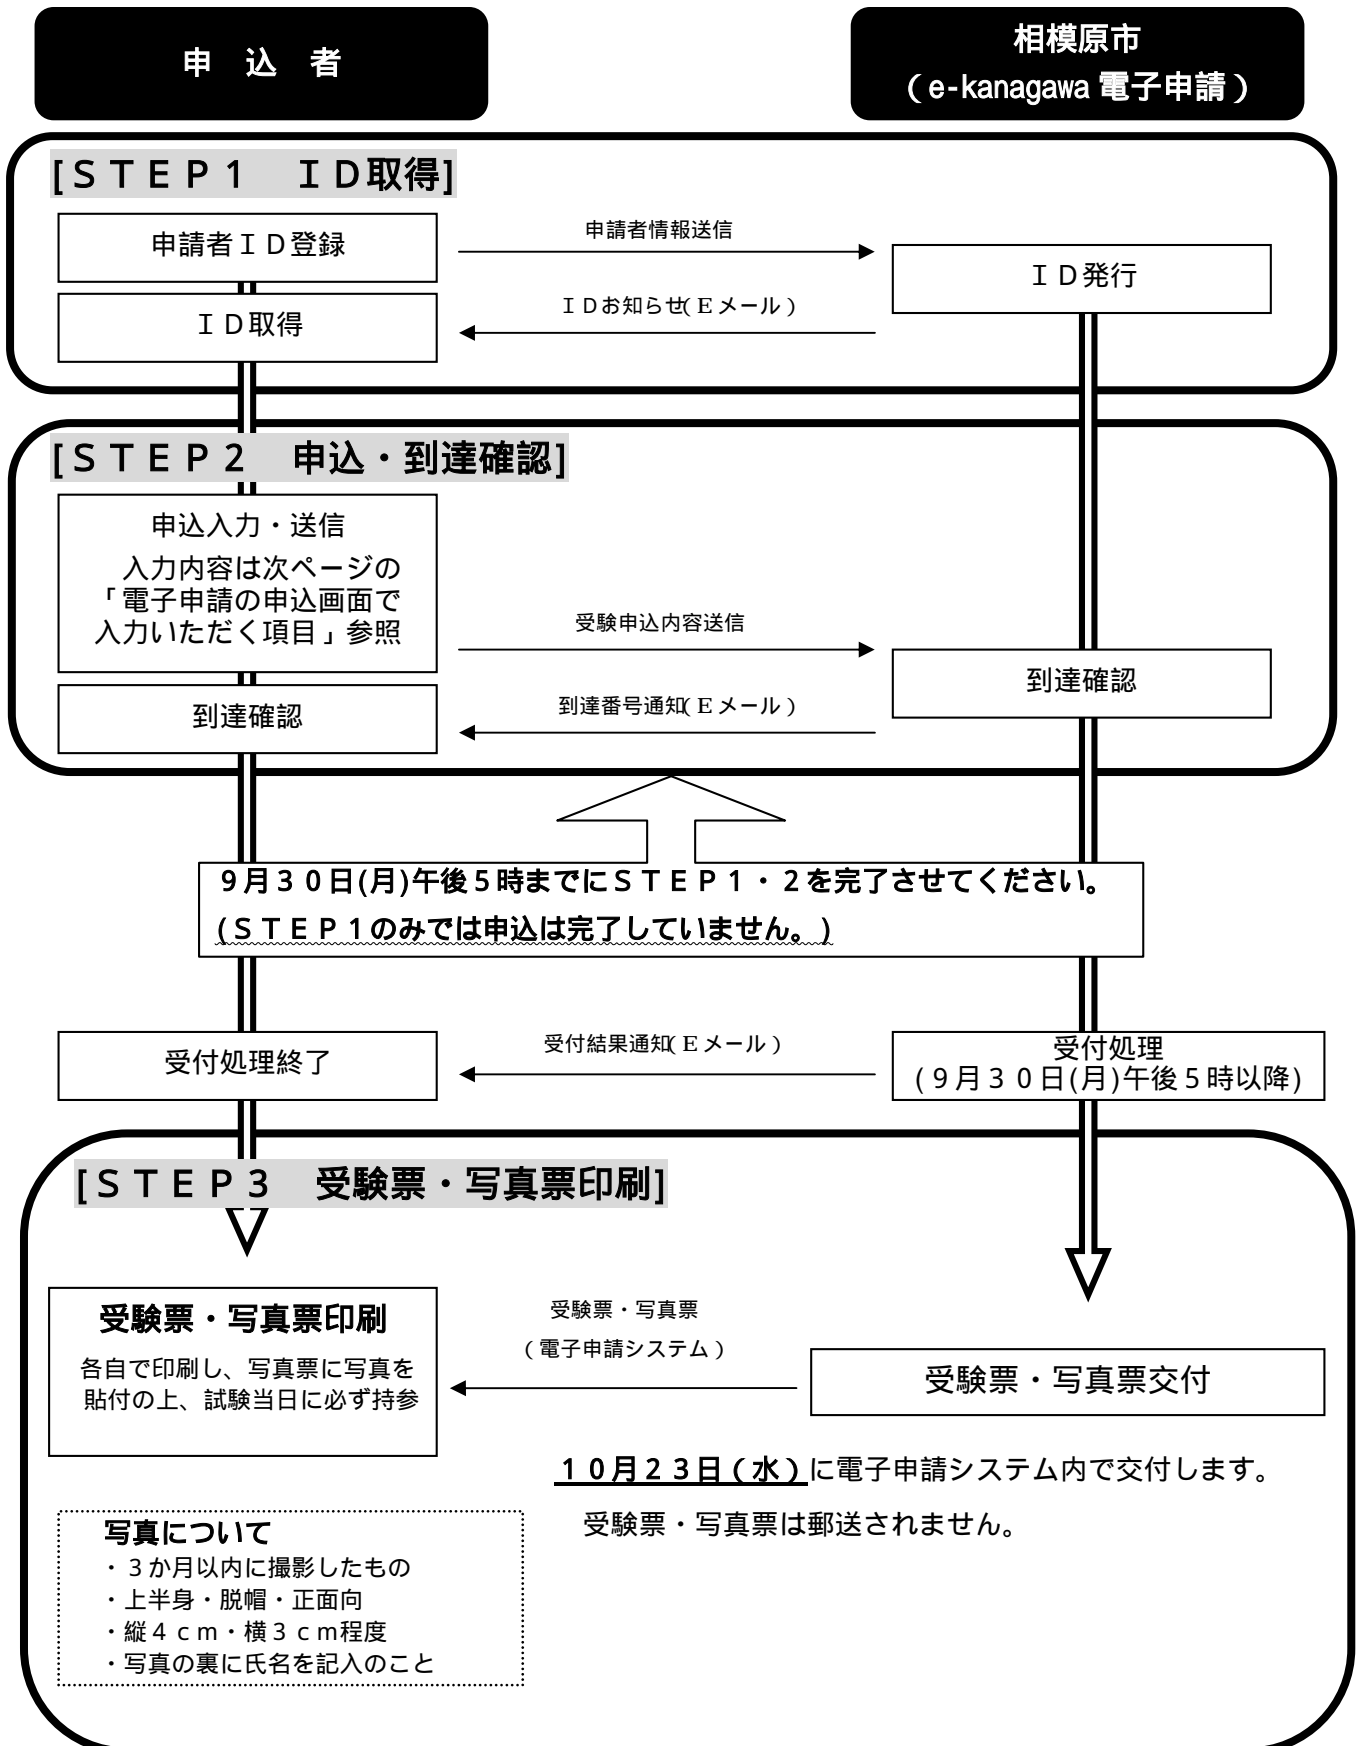 申　込　者
相模原市
（e-kanagawa 電子申請）
[ＳＴＥＰ１　ＩＤ取得]
申請者ＩＤ登録
申請者情報送信
ＩＤ発行
ＩＤお知らせ(Ｅメール）
ＩＤ取得
[ＳＴＥＰ２　申込・到達確認]
申込入力・送信
入力内容は次ページの
「電子申請の申込画面で
入力いただく項目」参照
受験申込内容送信
到達確認
到達番号通知(Ｅメール）
到達確認
９月３０日(月)午後５時までにＳＴＥＰ１・２を完了させてください。
(ＳＴＥＰ１のみでは申込は完了していません。)
受付処理終了
受付結果通知(Ｅメール）
受付処理
(９月３０日(月)午後５時以降)
[ＳＴＥＰ３　受験票・写真票印刷]
受験票・写真票印刷
各自で印刷し、写真票に写真を
貼付の上、試験当日に必ず持参
受験票・写真票
（電子申請システム）
受験票・写真票交付
１０月２３日（水）に電子申請システム内で交付します。
受験票・写真票は郵送されません。
写真について
・３か月以内に撮影したもの
・上半身・脱帽・正面向
・縦４ｃｍ・横３ｃｍ程度
・写真の裏に氏名を記入のこと